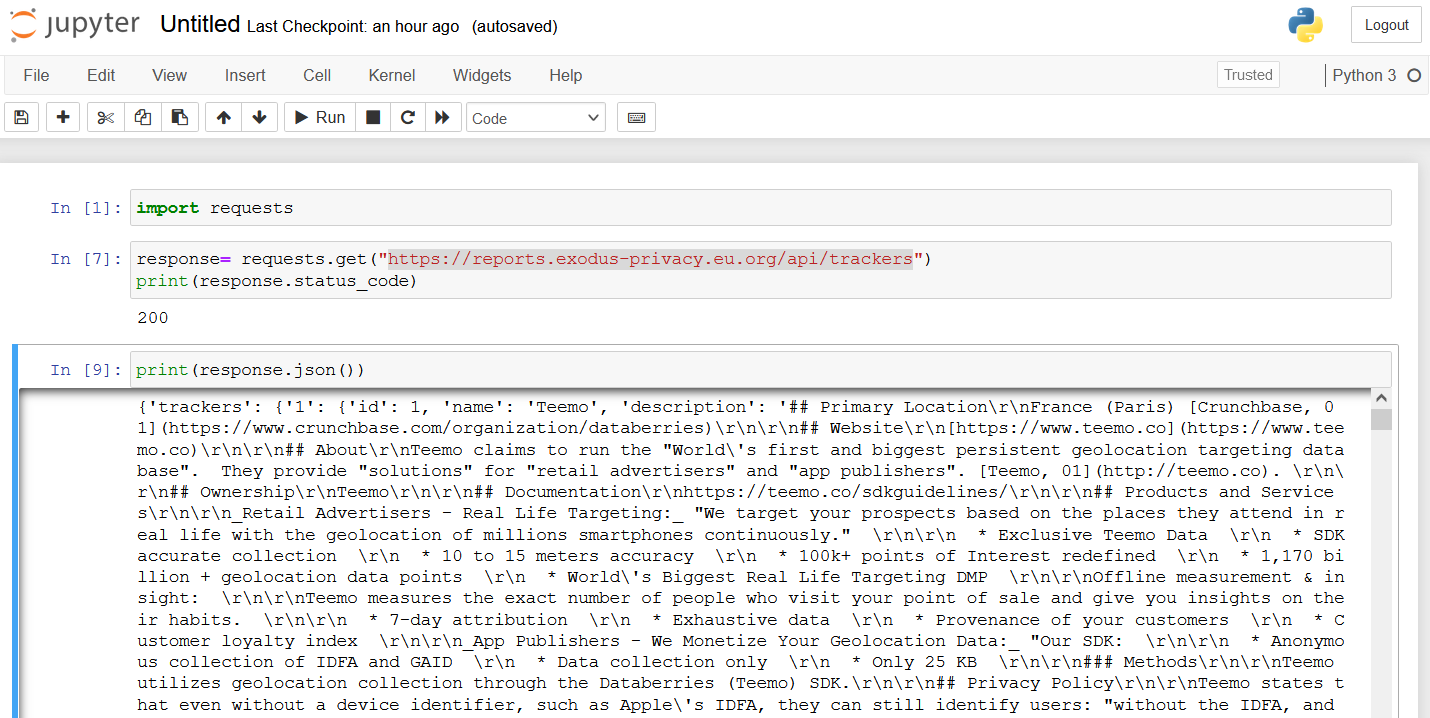 jupyter Untitled Last Checkpoint: an hour ago (autosaved) Logout
File Edit View Insert Cell Kernel Widgets Help Trusted Python 3
Run Code
In [1]: import requests
In [7]: response= requests.get("https://reports.exodus-privacy.eu.org/api/trackers")
print(response.status_code)
200
In [9]: print(response.json())
{'trackers': {'1': {'id': 1, 'name': 'Teemo', 'description': '## Primary Location\r\nFrance (Paris) [Crunchbase, 0
1](https://www.crunchbase.com/organization/databerries)\r\n\r\n## Website\r\n[https://www.teemo.co](https://www.tee
mo.co)\r\n\r\n## About\r\nTeemo claims to run the "World\'s first and biggest persistent geolocation targeting data
base".  They provide "solutions" for "retail advertisers" and "app publishers". [Teemo, 01](http://teemo.co). \r\n\
r\n## Ownership\r\nTeemo\r\n\r\n## Documentation\r\nhttps://teemo.co/sdkguidelines/\r\n\r\n## Products and Service
s\r\n\r\n_Retail Advertisers - Real Life Targeting:_ "We target your prospects based on the places they attend in r
eal life with the geolocation of millions smartphones continuously."  \r\n\r\n  * Exclusive Teemo Data  \r\n  * SDK
accurate collection  \r\n  * 10 to 15 meters accuracy  \r\n  * 100k+ points of Interest redefined  \r\n  * 1,170 bi
llion + geolocation data points  \r\n  * World\'s Biggest Real Life Targeting DMP  \r\n\r\nOffline measurement & in
sight:  \r\n\r\nTeemo measures the exact number of people who visit your point of sale and give you insights on the
ir habits.  \r\n\r\n  * 7-day attribution  \r\n  * Exhaustive data  \r\n  * Provenance of your customers  \r\n  * C
ustomer loyalty index  \r\n\r\n_App Publishers - We Monetize Your Geolocation Data:_ "Our SDK:  \r\n\r\n  * Anonymo
us collection of IDFA and GAID  \r\n  * Data collection only  \r\n  * Only 25 KB  \r\n\r\n### Methods\r\n\r\nTeemo
utilizes geolocation collection through the Databerries (Teemo) SDK.\r\n\r\n## Privacy Policy\r\n\r\nTeemo states t
hat even without a device identifier, such as Apple\'s IDFA, they can still identify users: "without the IDFA, and